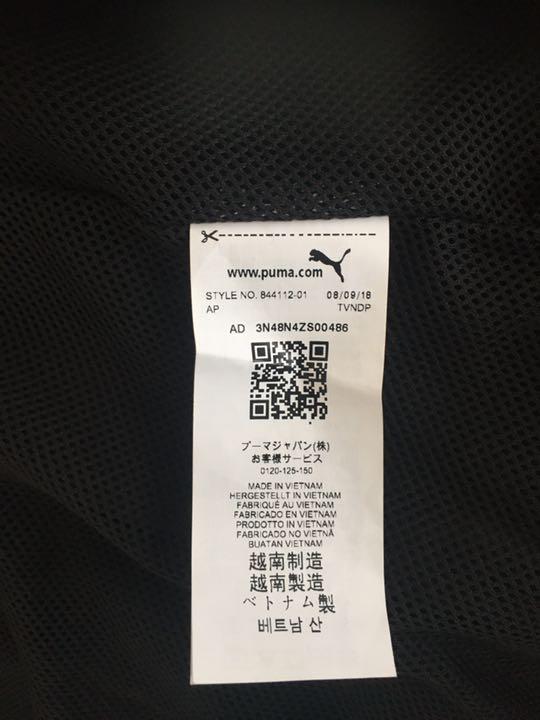 www.puma.com
STYLE NO. 844112-01 08/09/18
AP TVNDP
AD 3N48N4ZS00486
プーマジャパン(株)
お客様サービス
0120-125-150
MADE IN VIETNAM
HERGESTELLT IN VIETNAM
FABRIQUÉ AU VIETNAM
FABRICADO EN VIETNAM
PRODOTTO IN VIETNAM
FABRICADO NO VIETNÃ
BUATAN VIETNAM
越南制造
越南製造
ベトナム製
베트남 산